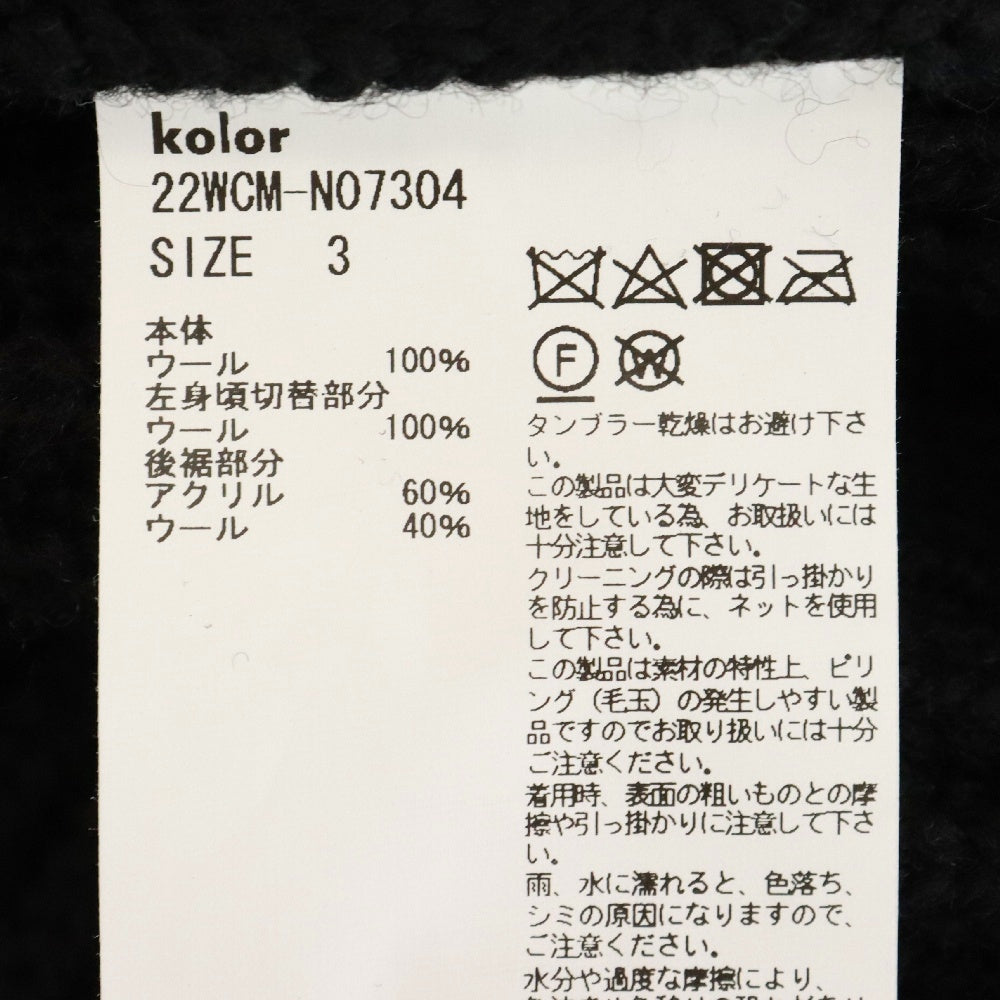 kolor
22WCM-N07304
SIZE 3
本体
ウール 100%
左身頃切替部分
ウール 100%
後裾部分
アクリル 60%
ウール 40%
F
W
タンブラー乾燥はお避け下さ
い。
この製品は大変デリケートな生
地をしている為、お取扱いには
十分注意して下さい。
クリーニングの際は引っ掛かり
を防止する為に、ネットを使用
して下さい。
この製品は素材の特性上、ピリ
ング（毛玉）の発生しやすい製
品ですのでお取り扱いには十分
ご注意ください。
着用時、表面の粗いものとの摩
擦や引っ掛かりに注意して下さ
い。
雨、水に濡れると、色落ち、
シミの原因になりますので、
ご注意ください。
水分や過度な摩擦により、